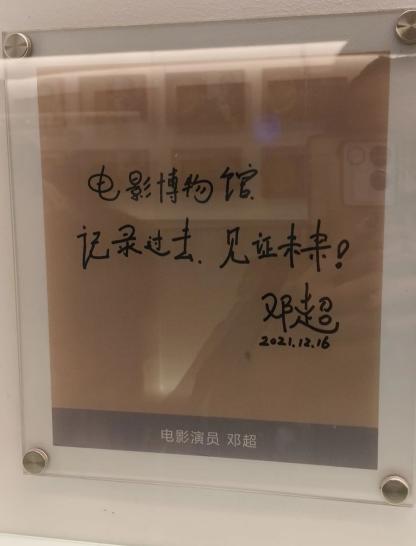 电影博物馆
记录过去、见证未来！
邓超
2021.12.16
电影演员 邓超